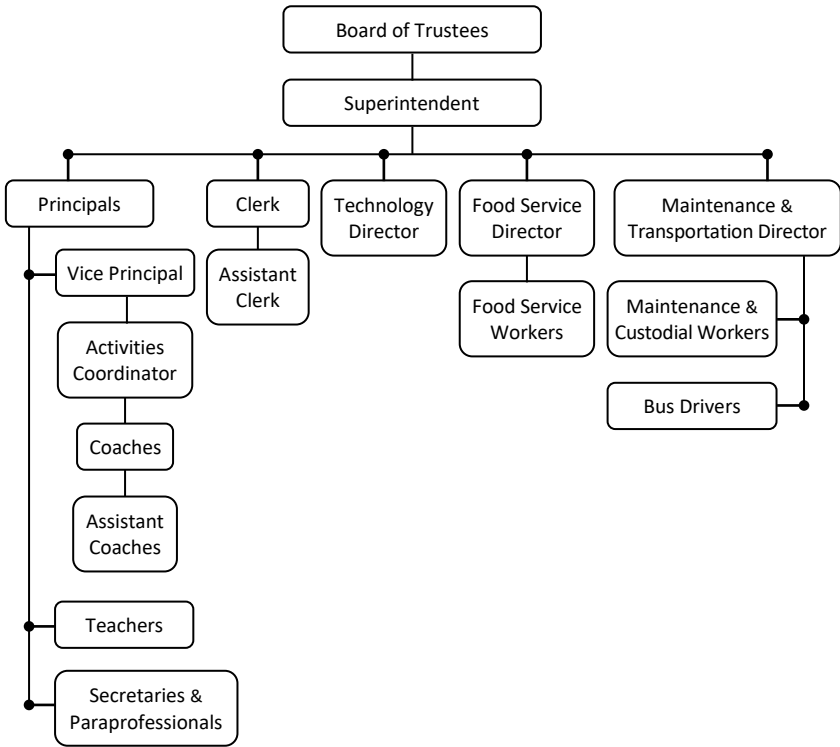 Board of Trustees
Superintendent
Principals
Clerk
Technology
Director
Food Service
Director
Maintenance &
Transportation Director
Vice Principal
Assistant
Clerk
Food Service
Workers
Maintenance &
Custodial Workers
Activities
Coordinator
Bus Drivers
Coaches
Assistant
Coaches
Teachers
Secretaries &
Paraprofessionals